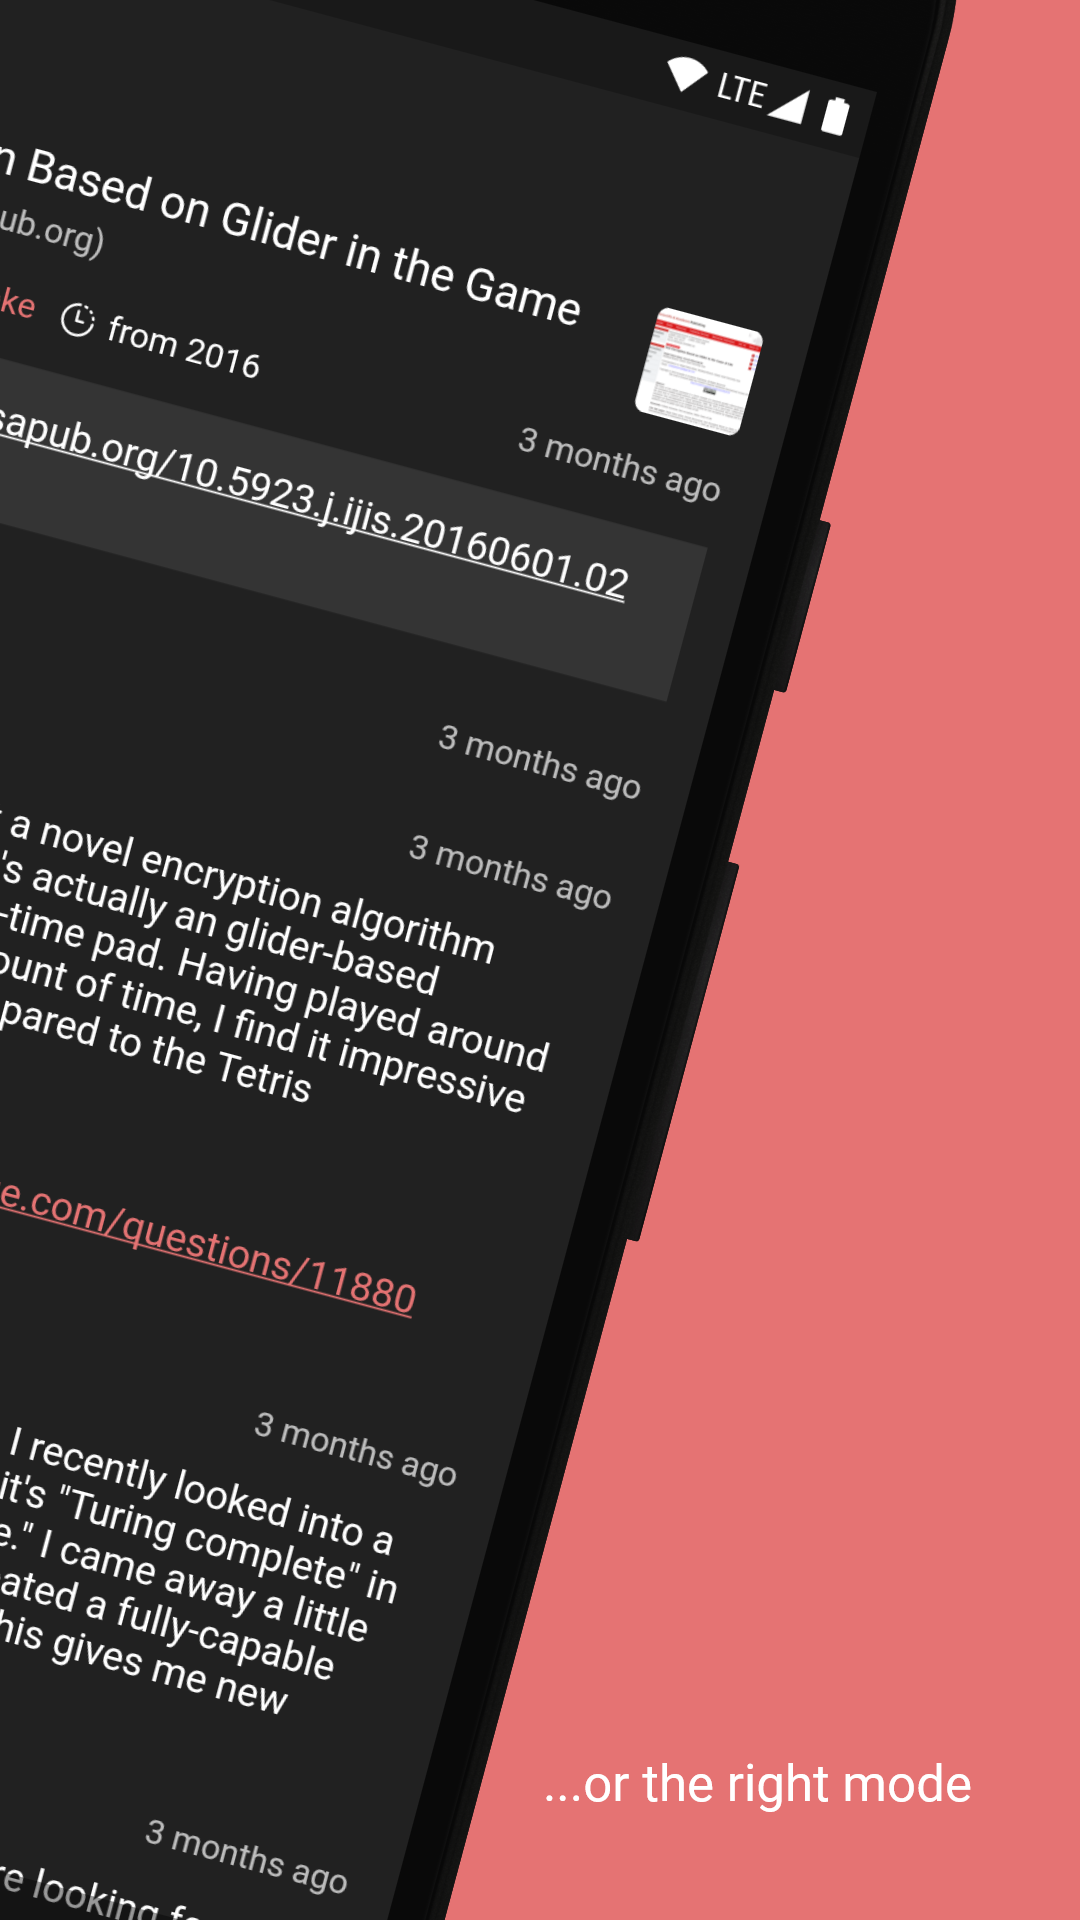 LTE
Based on Glider in the Game
ub.org)
ke from 2016
3 months ago
sapub.org/10.5923.j.ijis.20160601.02
3 months ago
3 months ago
a novel encryption algorithm
's actually an glider-based
-time pad. Having played around
ount of time, I find it impressive
pared to the Tetris
e.com/questions/11880
3 months ago
I recently looked into a
it's "Turing complete" in
e." I came away a little
ated a fully-capable
his gives me new
3 months ago
re looking
...or the right mode